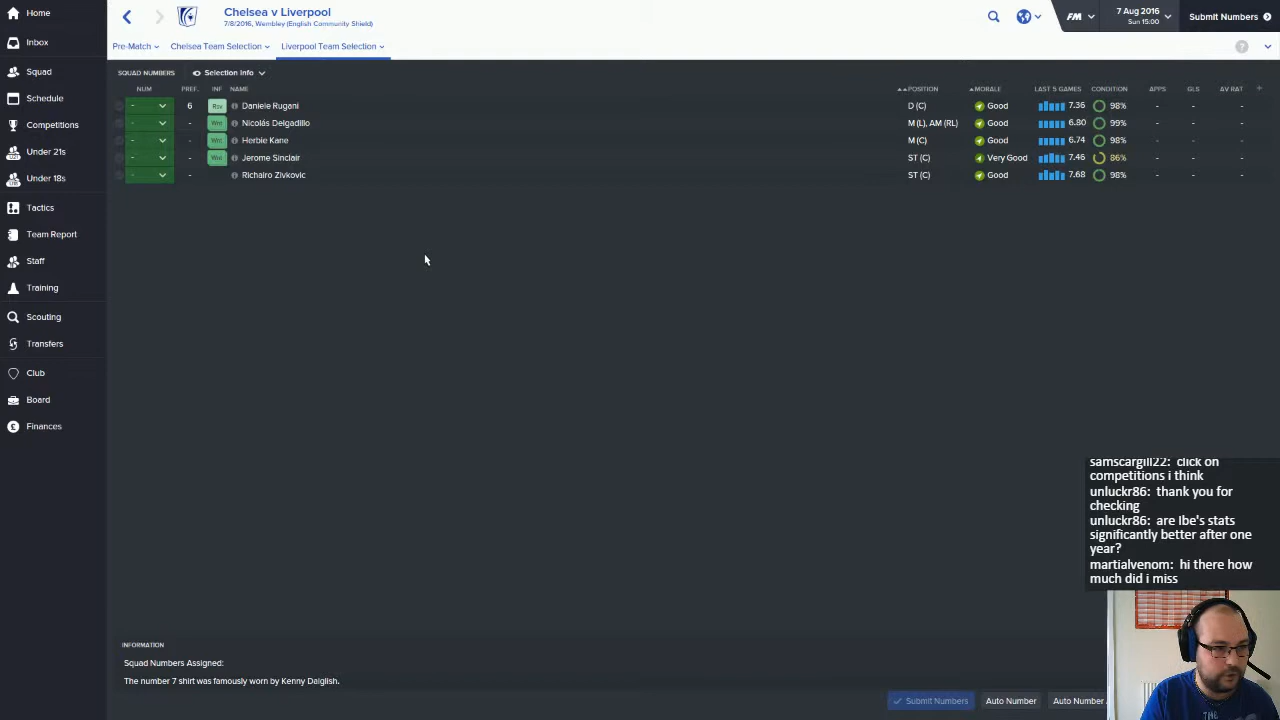 Home
Inbox
Squad
Schedule
Competitions
Under 21s
Under 18s
Tactics
Team Report
Staff
Training
Scouting
Transfers
Club
Board
Finances
Chelsea v Liverpool
7/8/2016, Wembley (English Community Shield)
FM
7 Aug 2016
Sun 15:00
Submit Numbers
Pre-Match Chelsea Team Selection Liverpool Team Selection
?
SQUAD NUMBERS Selection Info
NUM PREF. INF NAME POSITION MORALE LAST 5 GAMES CONDITION APPS GLS AV RAT +
- 6 Daniele Rugani D (C) Good 7.36 98% - - -
- - Wnt Nicolás Delgadillo M (L), AM (RL) Good 6.80 99% - - -
- - Wnt Herbie Kane M (C) Good 6.74 98% - - -
- - Wnt Jerome Sinclair ST (C) Very Good 7.46 86% - - -
- - Richairo Zivkovic ST (C) Good 7.68 98% - - -
samscargill22: click on
competitions i think
unluckr86: thank you for
checking
unluckr86: are Ibe's stats
significantly better after one
year?
martialvenom: hi there how
much did i miss
INFORMATION
Squad Numbers Assigned:
The number 7 shirt was famously worn by Kenny Dalglish.
Submit Numbers Auto Number Auto Number
THE